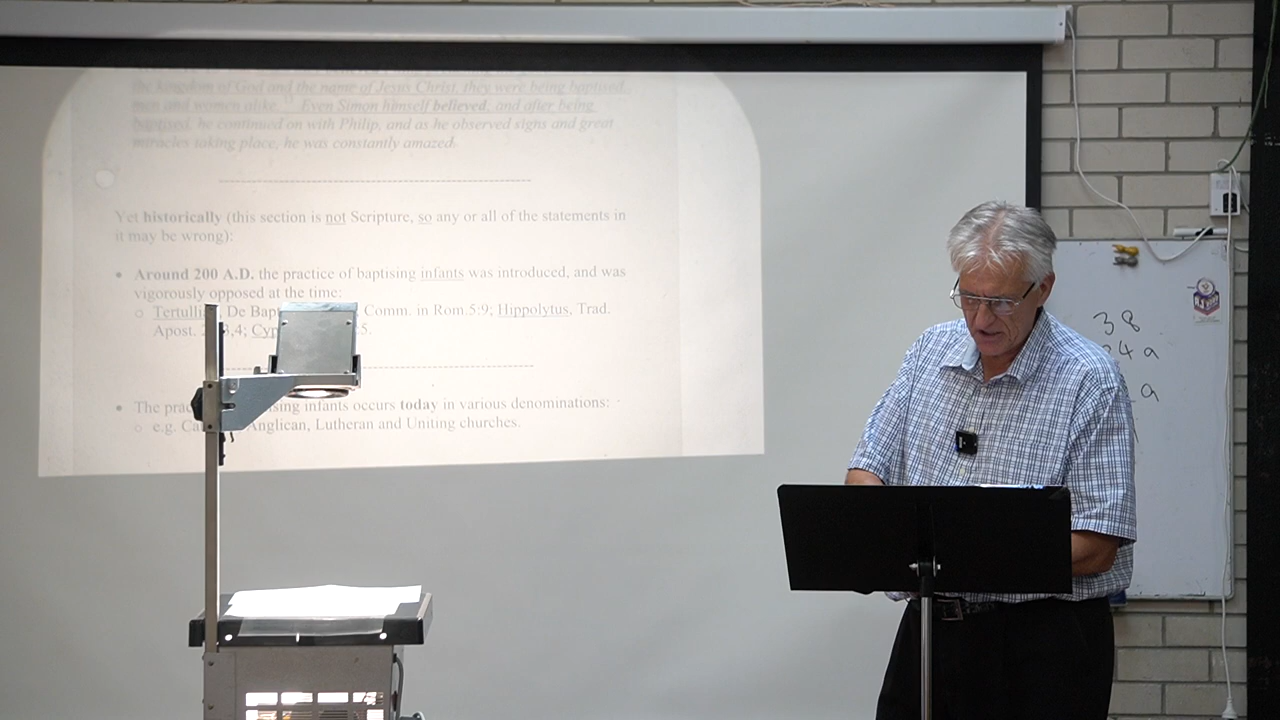 the kingdom of God and the name of Jesus Christ, they were being baptised,
men and women alike. Even Simon himself believed, and after being
baptised, he continued on with Philip, and as he observed signs and great
miracles taking place, he was constantly amazed.
Yet historically (this section is not Scripture, so any or all of the statements in
it may be wrong):
• Around 200 A.D. the practice of baptising infants was introduced, and was
vigorously opposed at the time:
o De Comm. in Rom.5:9; Hippolytus, Trad.
Apost.
• The infants occurs today in various denominations:
o e.g. Anglican, Lutheran and Uniting churches.
38
4 a
a